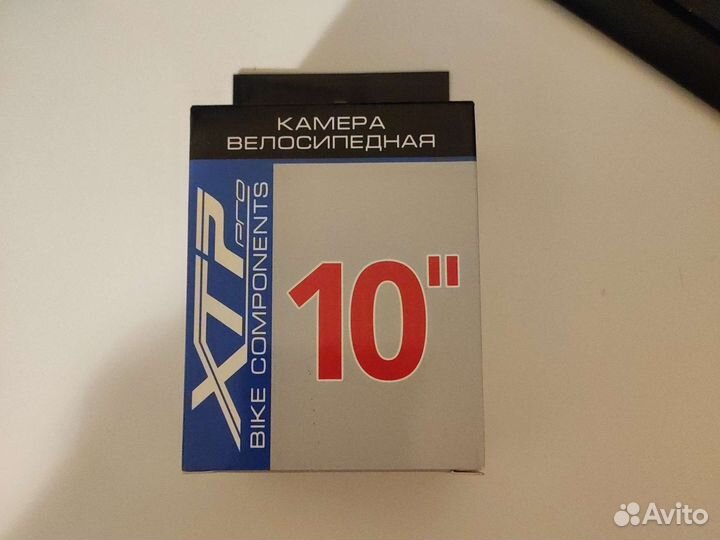 КАМЕРА
ВЕЛОСИПЕДНАЯ
XTP pro
BIKE COMPONENTS
10"
Avito